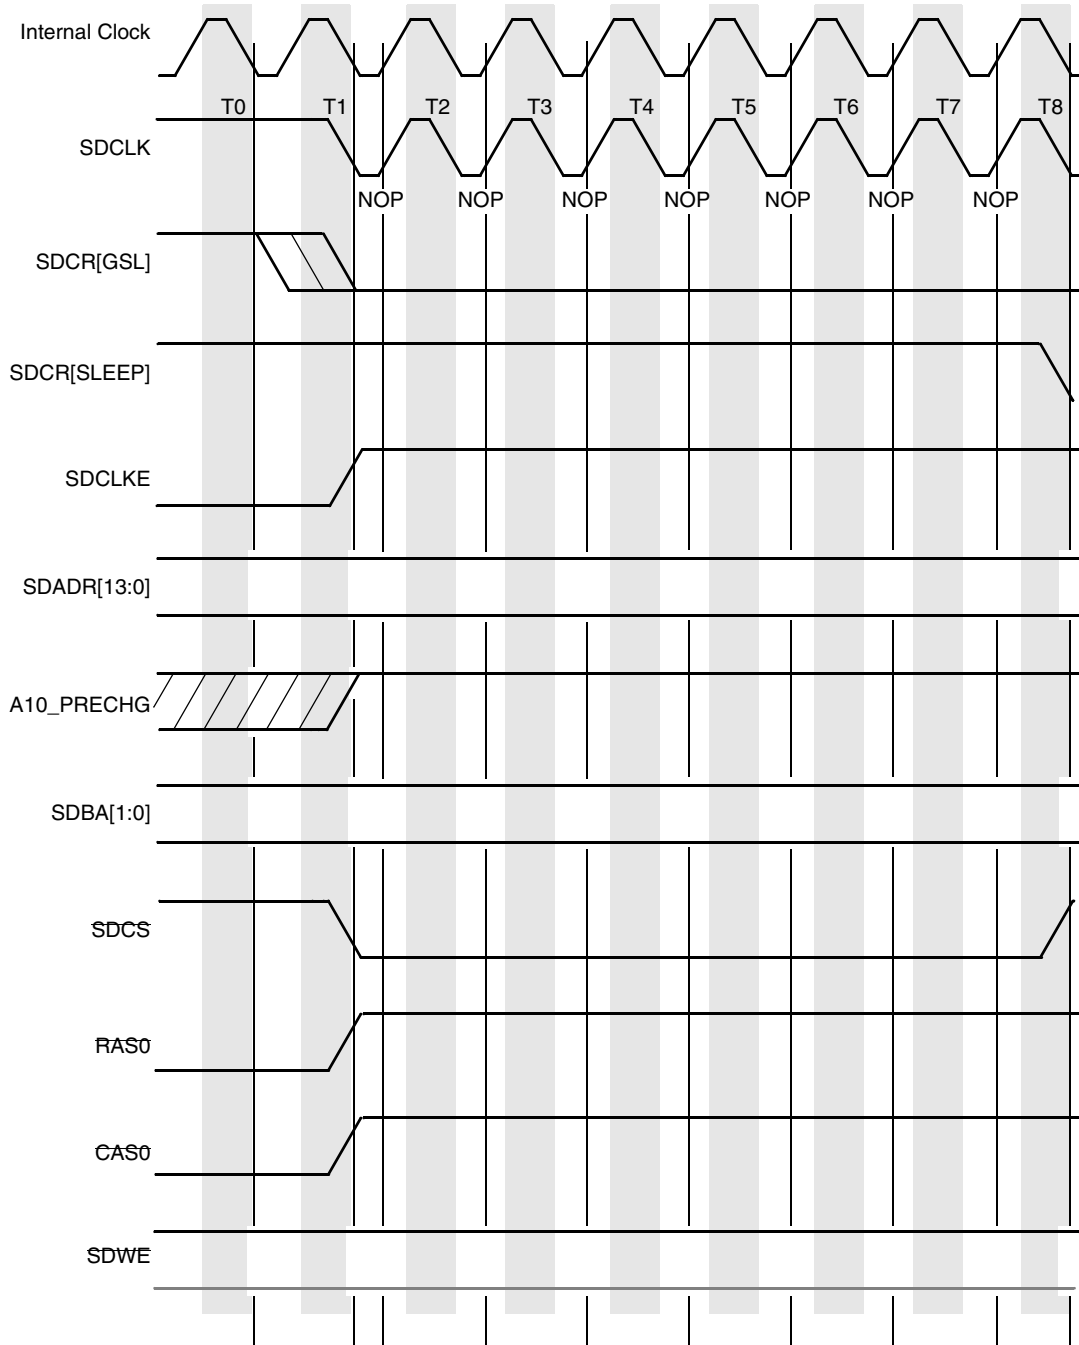 Internal Clock
T0 T1 T2 T3 T4 T5 T6 T7 T8
SDCLK
NOP NOP NOP NOP NOP NOP NOP
SDCR[GSL]
SDCR[SLEEP]
SDCLKE
SDADR[13:0]
A10_PRECHG
SDBA[1:0]
SDCS
RAS0
CAS0
SDWE